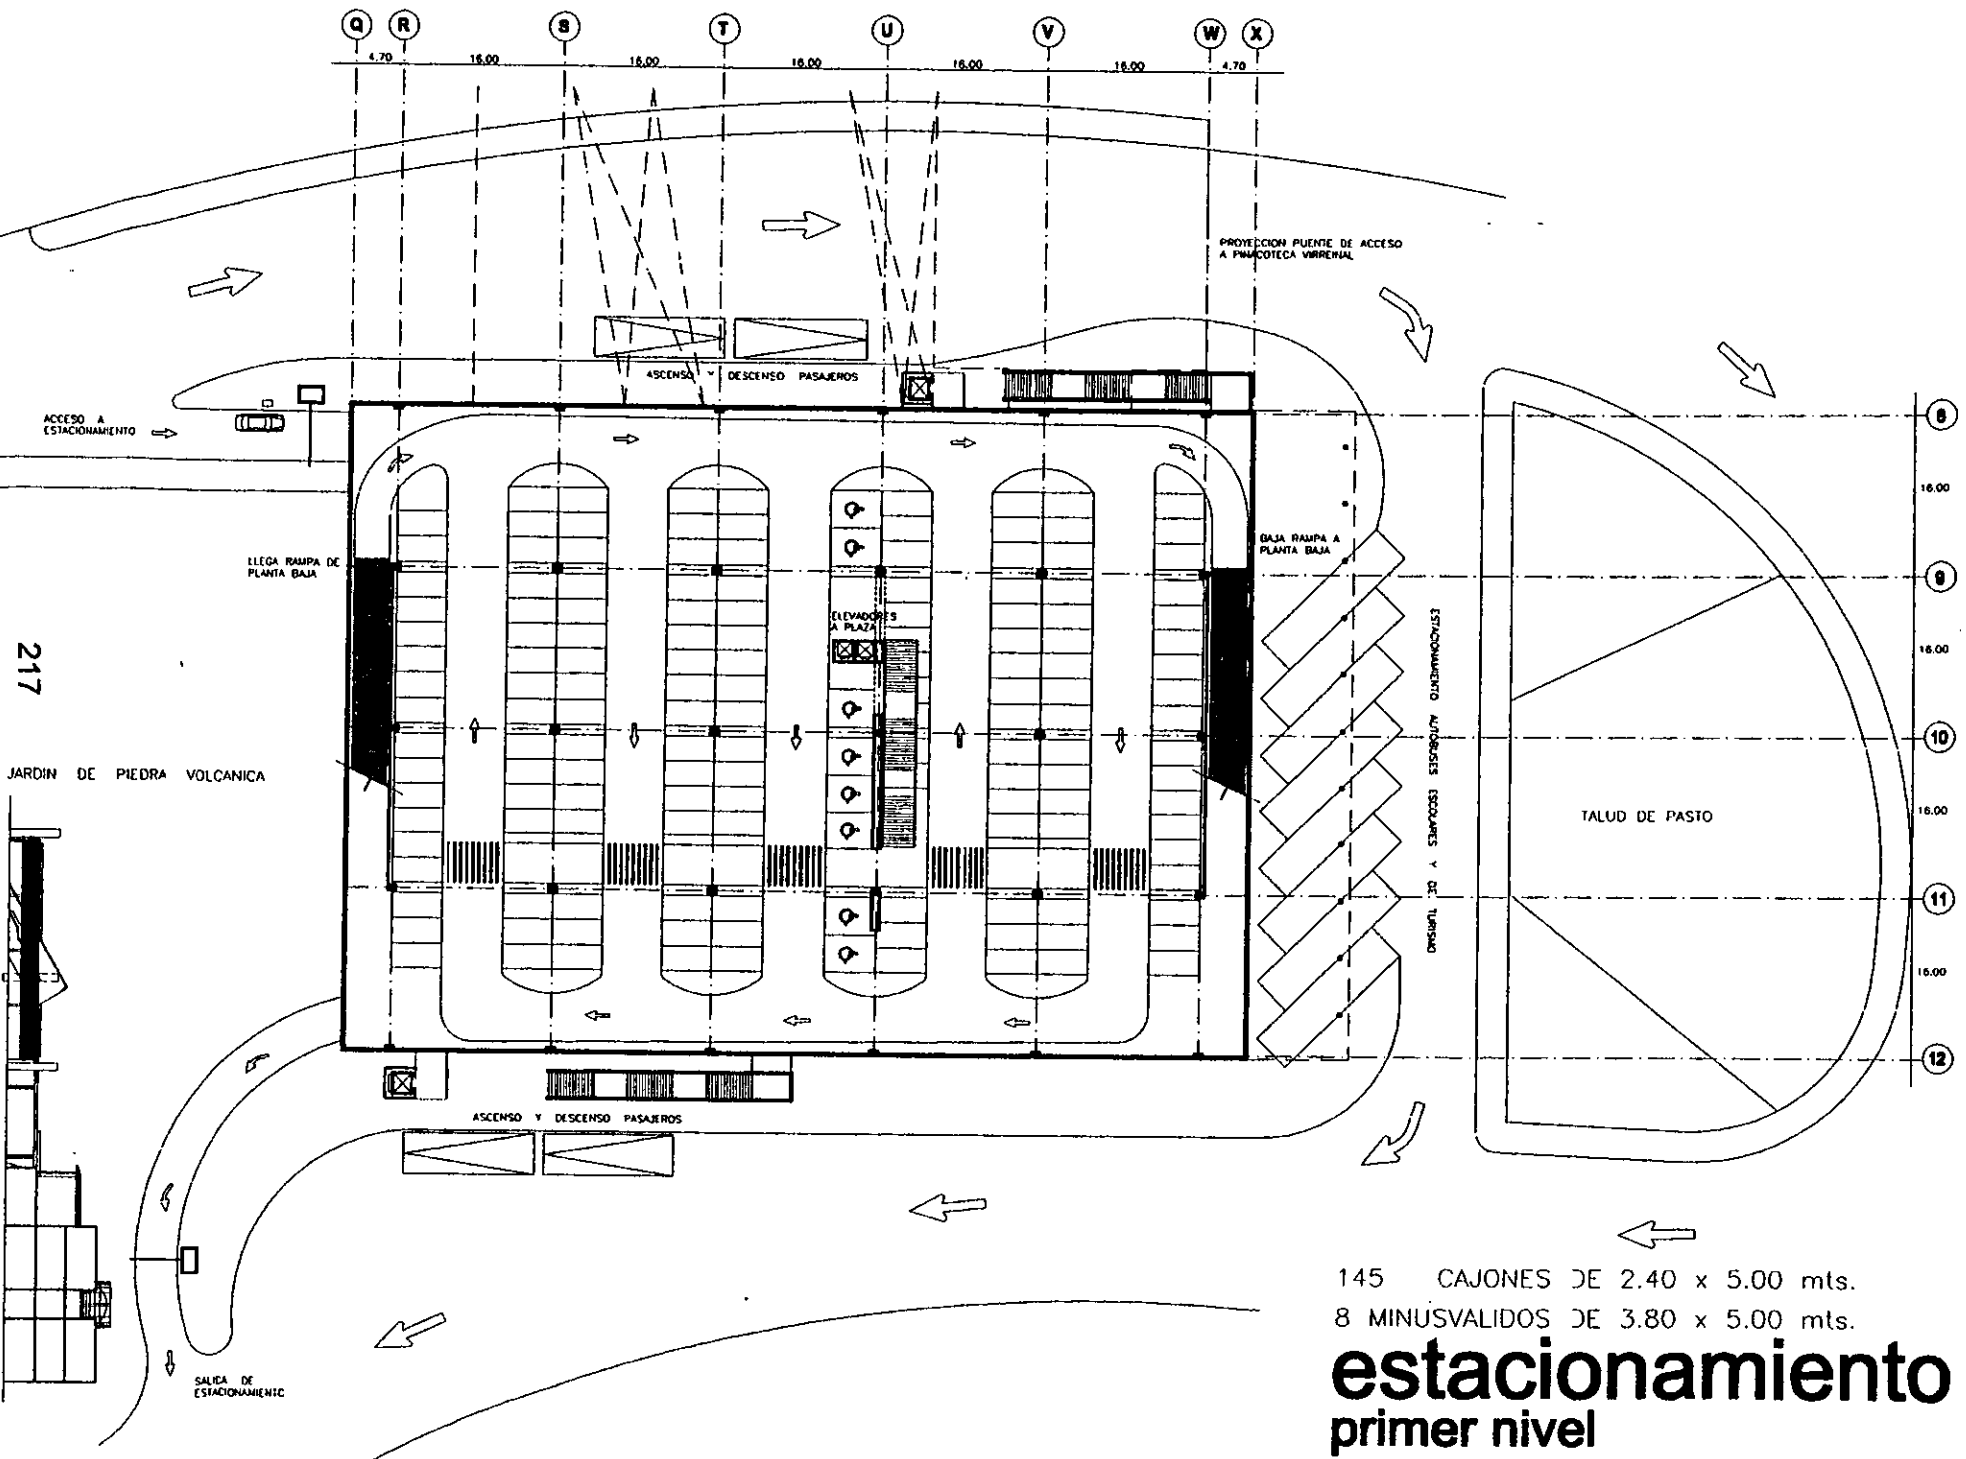 Q R S T U V W X
4.70 16.00 16.00 16.00 16.00 16.00 4.70
PROYECCION PUENTE DE ACCESO
A PINACOTECA VIRREINAL
ASCENSO Y DESCENSO PASAJEROS
ACCESO A
ESTACIONAMIENTO
8
16.00
BAJA RAMPA A
PLANTA BAJA
LLEGA RAMPA DE
PLANTA BAJA
9
ELEVADORES
A PLAZA
16.00
217
ESTACIONAMIENTO AUTOBUSES ESCOLARES Y DE TURISMO
10
JARDIN DE PIEDRA VOLCANICA
16.00
TALUD DE PASTO
11
16.00
12
ASCENSO Y DESCENSO PASAJEROS
SALIDA DE
ESTACIONAMIENTO
145 CAJONES DE 2.40 x 5.00 mts.
8 MINUSVALIDOS DE 3.80 x 5.00 mts.
estacionamiento
primer nivel